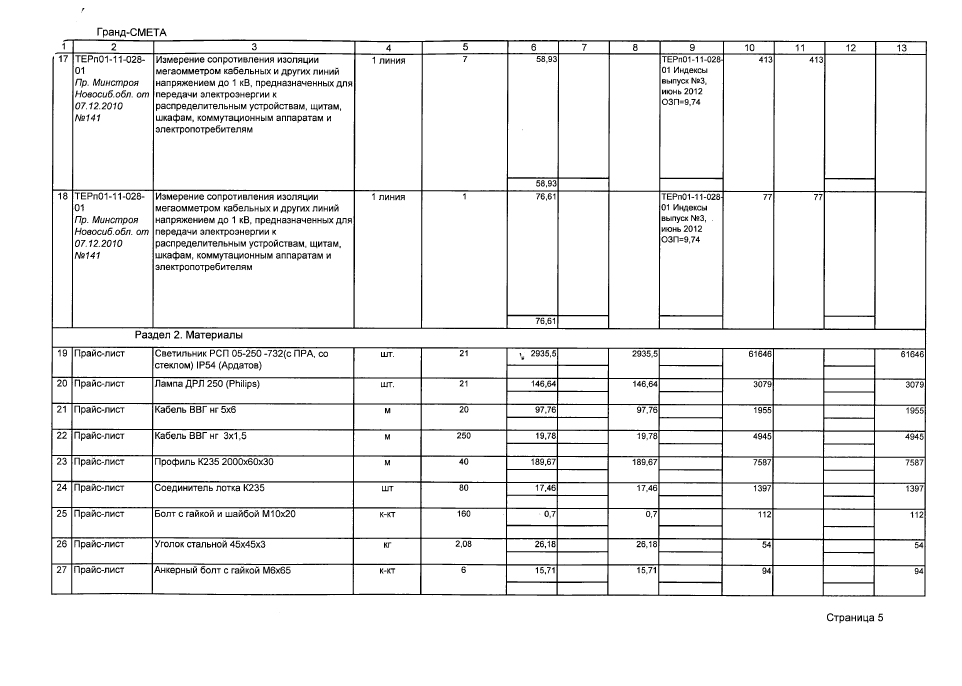 Гранд-СМЕТА
1 2 3 4 5 6 7 8 9 10 11 12 13
17 ТЕРп01-11-028- Измерение сопротивления изоляции 1 линия 7 58,93 ТЕРп01-11-028- 413 413
01 мегаомметром кабельных и других линий 01 Индексы
Пр. Минстроя напряжением до 1 кВ, предназначенных для выпуск №3,
Новосиб.обл. от передачи электроэнергии к июнь 2012
07.12.2010 распределительным устройствам, щитам, ОЗП=9,74
№141 шкафам, коммутационным аппаратам и
электропотребителям
58,93
18 ТЕРп01-11-028- Измерение сопротивления изоляции 1 линия 1 76,61 ТЕРп01-11-028- 77 77
01 мегаомметром кабельных и других линий 01 Индексы
Пр. Минстроя напряжением до 1 кВ, предназначенных для выпуск №3,
Новосиб.обл. от передачи электроэнергии к июнь 2012
07.12.2010 распределительным устройствам, щитам, ОЗП=9,74
№141 шкафам, коммутационным аппаратам и
электропотребителям
76,61
Раздел 2. Материалы
19 Прайс-лист Светильник РСП 05-250 -732(с ПРА, со шт. 21 2935,5 2935,5 61646 61646
стеклом) IP54 (Ардатов)
20 Прайс-лист Лампа ДРЛ 250 (Philips) шт. 21 146,64 146,64 3079 3079
21 Прайс-лист Кабель ВВГ нг 5х6 м 20 97,76 97,76 1955 1955
22 Прайс-лист Кабель ВВГ нг 3х1,5 м 250 19,78 19,78 4945 4945
23 Прайс-лист Профиль К235 2000х60х30 м 40 189,67 189,67 7587 7587
24 Прайс-лист Соединитель лотка К235 шт 80 17,46 17,46 1397 1397
25 Прайс-лист Болт с гайкой и шайбой М10х20 к-кт 160 0,7 0,7 112 112
26 Прайс-лист Уголок стальной 45х45х3 кг 2,08 26,18 26,18 54 54
27 Прайс-лист Анкерный болт с гайкой М6х65 к-кт 6 15,71 15,71 94 94
Страница 5